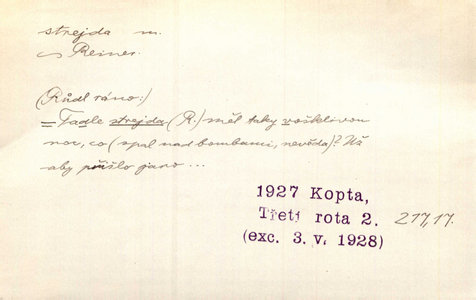 strejda m.
~ Reiner.
(Růdl ráno:)
= Tadle strejda (R.) měl taky vošklivou
noc, co (spal nad bombami, nevěda)? Už
aby přišlo jaro ...
1927 Kopta,
Třetí rota 2. 217,17.
(exc. 3. V. 1928)